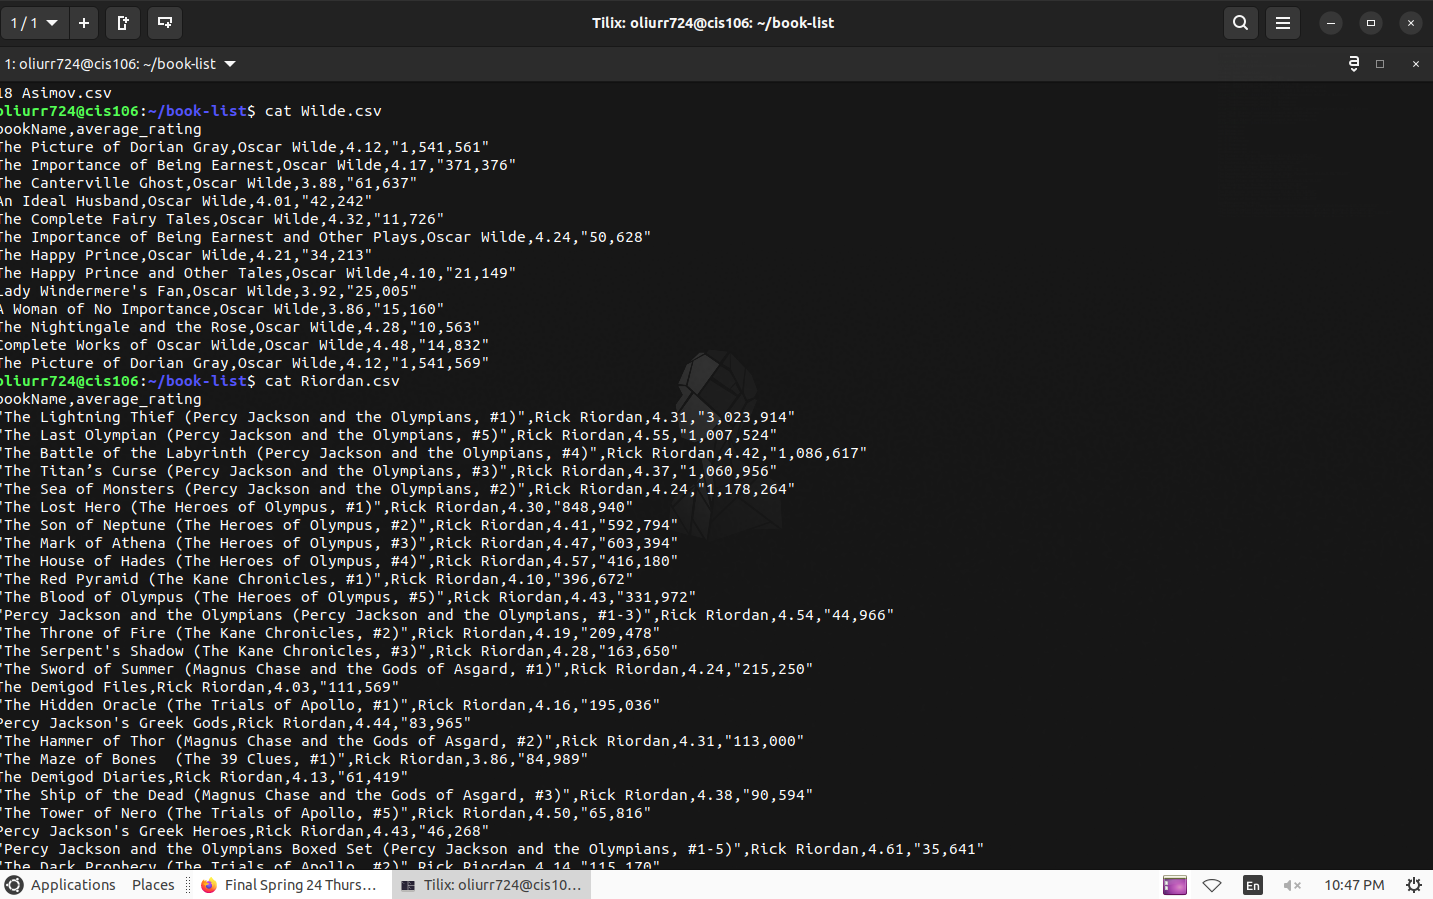 1 / 1
Tilix: oliurr724@cis106: ~/book-list
1: oliurr724@cis106: ~/book-list
18 Asimov.csv
oliurr724@cis106:~/book-list$ cat Wilde.csv
bookName,average_rating
The Picture of Dorian Gray,Oscar Wilde,4.12,"1,541,561"
The Importance of Being Earnest,Oscar Wilde,4.17,"371,376"
The Canterville Ghost,Oscar Wilde,3.88,"61,637"
An Ideal Husband,Oscar Wilde,4.01,"42,242"
The Complete Fairy Tales,Oscar Wilde,4.32,"11,726"
The Importance of Being Earnest and Other Plays,Oscar Wilde,4.24,"50,628"
The Happy Prince,Oscar Wilde,4.21,"34,213"
The Happy Prince and Other Tales,Oscar Wilde,4.10,"21,149"
Lady Windermere's Fan,Oscar Wilde,3.92,"25,005"
A Woman of No Importance,Oscar Wilde,3.86,"15,160"
The Nightingale and the Rose,Oscar Wilde,4.28,"10,563"
Complete Works of Oscar Wilde,Oscar Wilde,4.48,"14,832"
The Picture of Dorian Gray,Oscar Wilde,4.12,"1,541,569"
oliurr724@cis106:~/book-list$ cat Riordan.csv
bookName,average_rating
"The Lightning Thief (Percy Jackson and the Olympians, #1)",Rick Riordan,4.31,"3,023,914"
"The Last Olympian (Percy Jackson and the Olympians, #5)",Rick Riordan,4.55,"1,007,524"
"The Battle of the Labyrinth (Percy Jackson and the Olympians, #4)",Rick Riordan,4.42,"1,086,617"
"The Titan’s Curse (Percy Jackson and the Olympians, #3)",Rick Riordan,4.37,"1,060,956"
"The Sea of Monsters (Percy Jackson and the Olympians, #2)",Rick Riordan,4.24,"1,178,264"
"The Lost Hero (The Heroes of Olympus, #1)",Rick Riordan,4.30,"848,940"
"The Son of Neptune (The Heroes of Olympus, #2)",Rick Riordan,4.41,"592,794"
"The Mark of Athena (The Heroes of Olympus, #3)",Rick Riordan,4.47,"603,394"
"The House of Hades (The Heroes of Olympus, #4)",Rick Riordan,4.57,"416,180"
"The Red Pyramid (The Kane Chronicles, #1)",Rick Riordan,4.10,"396,672"
"The Blood of Olympus (The Heroes of Olympus, #5)",Rick Riordan,4.43,"331,972"
"Percy Jackson and the Olympians (Percy Jackson and the Olympians, #1-3)",Rick Riordan,4.54,"44,966"
"The Throne of Fire (The Kane Chronicles, #2)",Rick Riordan,4.19,"209,478"
"The Serpent's Shadow (The Kane Chronicles, #3)",Rick Riordan,4.28,"163,650"
"The Sword of Summer (Magnus Chase and the Gods of Asgard, #1)",Rick Riordan,4.24,"215,250"
The Demigod Files,Rick Riordan,4.03,"111,569"
"The Hidden Oracle (The Trials of Apollo, #1)",Rick Riordan,4.16,"195,036"
Percy Jackson's Greek Gods,Rick Riordan,4.44,"83,965"
"The Hammer of Thor (Magnus Chase and the Gods of Asgard, #2)",Rick Riordan,4.31,"113,000"
"The Maze of Bones  (The 39 Clues, #1)",Rick Riordan,3.86,"84,989"
The Demigod Diaries,Rick Riordan,4.13,"61,419"
"The Ship of the Dead (Magnus Chase and the Gods of Asgard, #3)",Rick Riordan,4.38,"90,594"
"The Tower of Nero (The Trials of Apollo, #5)",Rick Riordan,4.50,"65,816"
Percy Jackson's Greek Heroes,Rick Riordan,4.43,"46,268"
"Percy Jackson and the Olympians Boxed Set (Percy Jackson and the Olympians, #1-5)",Rick Riordan,4.61,"35,641"
"The Dark Prophecy (The Trials of Apollo, #2)",Rick Riordan,4.14,"115,170"
Applications Places Final Spring 24 Thurs... Tilix: oliurr724@cis10... En 10:47 PM